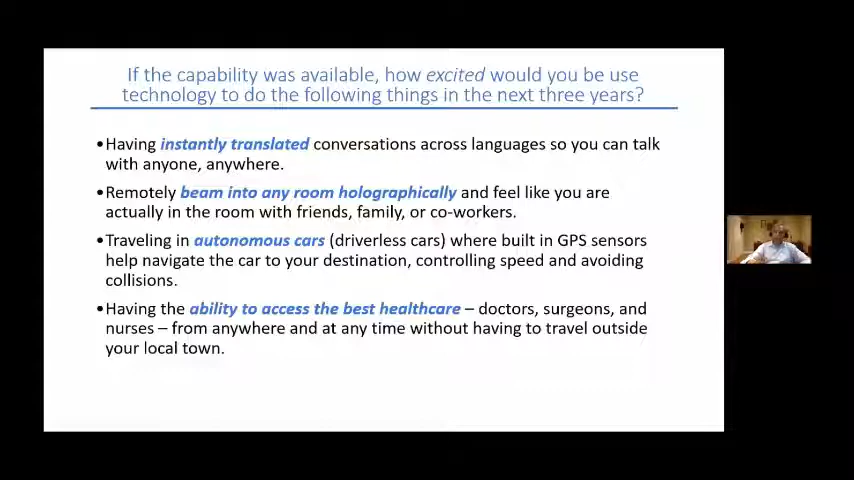 If the capability was available, how excited would you be use
technology to do the following things in the next three years?
•Having instantly translated conversations across languages so you can talk
with anyone, anywhere.
•Remotely beam into any room holographically and feel like you are
actually in the room with friends, family, or co-workers.
•Traveling in autonomous cars (driverless cars) where built in GPS sensors
help navigate the car to your destination, controlling speed and avoiding
collisions.
•Having the ability to access the best healthcare – doctors, surgeons, and
nurses – from anywhere and at any time without having to travel outside
your local town.